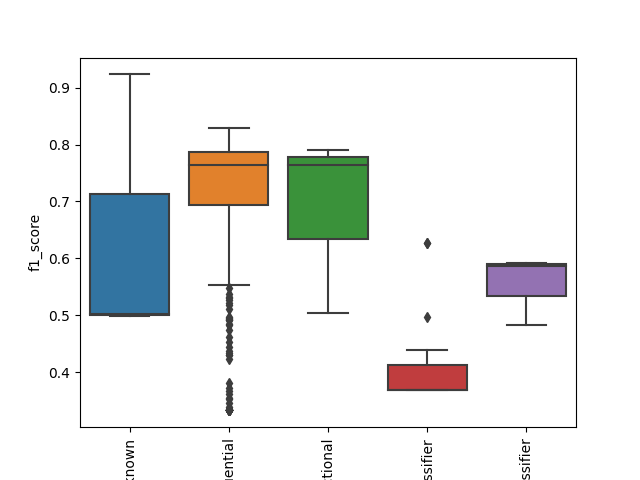 f1_score
0.9
0.8
0.7
0.6
0.5
0.4
known
ential
tional
ssifier
ssifier